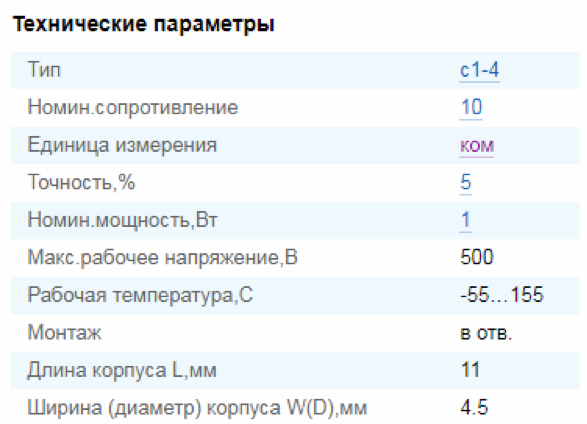 Технические параметры
Тип с1-4
Номин.сопротивление 10
Единица измерения ком
Точность,% 5
Номин.мощность,Вт 1
Макс.рабочее напряжение,В 500
Рабочая температура,С -55...155
Монтаж в отв.
Длина корпуса L,мм 11
Ширина (диаметр) корпуса W(D),мм 4.5